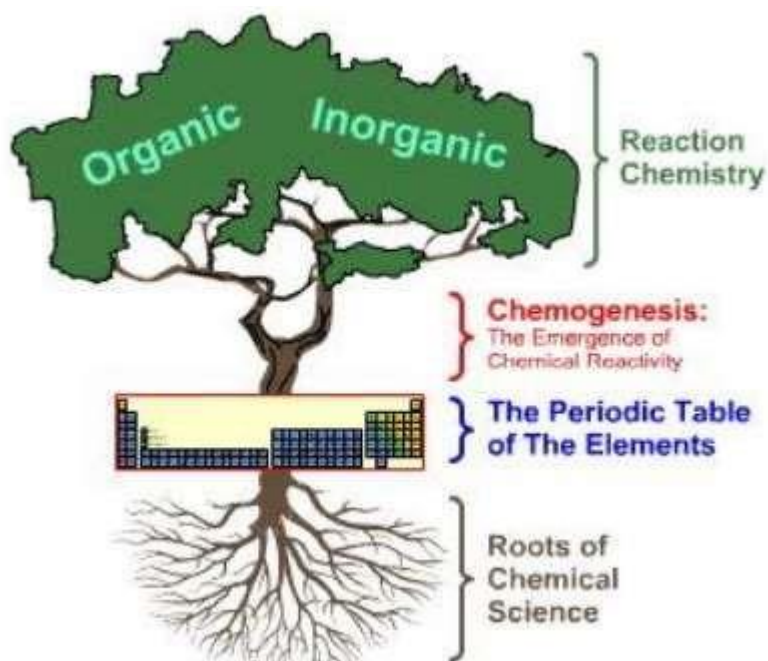 Organic
Inorganic
Reaction
Chemistry
Chemogenesis:
The Emergence of
Chemical Reactivity
The Periodic Table
of The Elements
Roots of
Chemical
Science